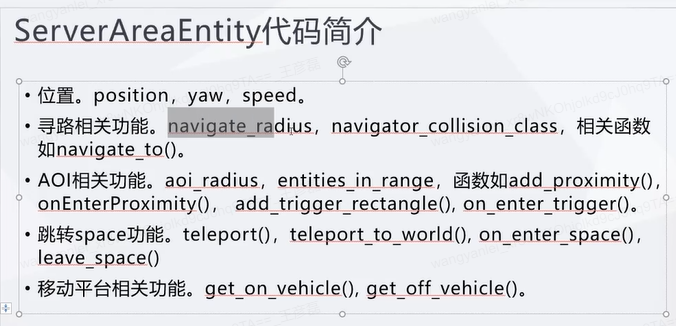 ServerAreaEntity代码简介
• 位置。position，yaw，speed。
• 寻路相关功能。navigate_radius，navigator_collision_class，相关函数
如navigate_to()。
• AOI相关功能。aoi_radius，entities_in_range，函数如add_proximity()，
onEnterProximity()， add_trigger_rectangle(), on_enter_trigger()。
• 跳转space功能。teleport()，teleport_to_world(), on_enter_space()，
leave_space()
• 移动平台相关功能。get_on_vehicle(), get_off_vehicle()。